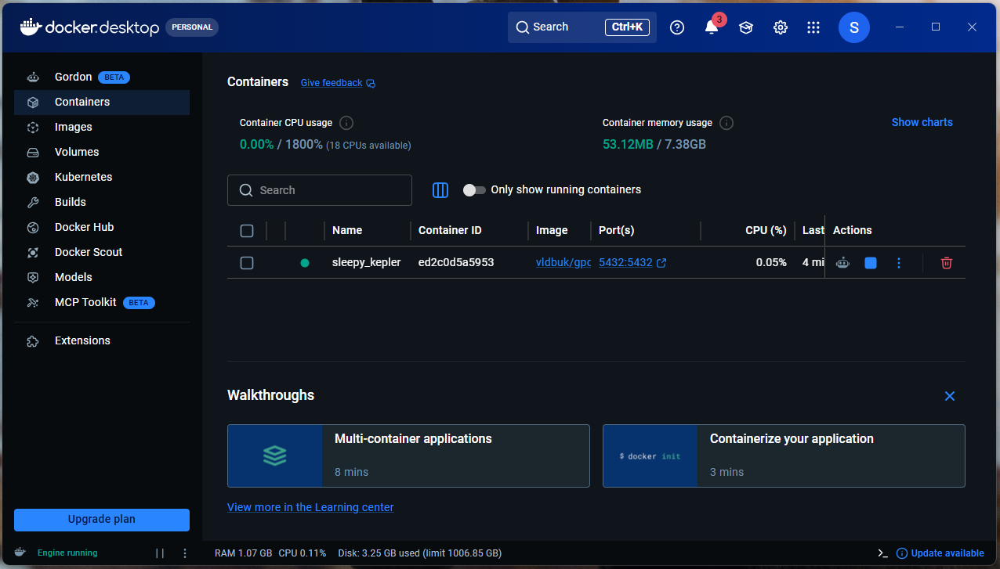 docker.desktop PERSONAL Search Ctrl+K 3 S
Gordon BETA
Containers
Images
Volumes
Kubernetes
Builds
Docker Hub
Docker Scout
Models
MCP Toolkit BETA
Extensions
Upgrade plan
Containers Give feedback
Container CPU usage
0.00% / 1800% (18 CPUs available)
Container memory usage
53.12MB / 7.38GB
Show charts
Search
Only show running containers
Name Container ID Image Port(s) CPU (%) Last Actions
sleepy_kepler ed2c0d5a5953 vldbuk/gpc 5432:5432 0.05% 4 mi
Walkthroughs
Multi-container applications
8 mins
$ docker init
Containerize your application
3 mins
View more in the Learning center
Engine running RAM 1.07 GB CPU 0.11% Disk: 3.25 GB used (limit 1006.85 GB) Update available